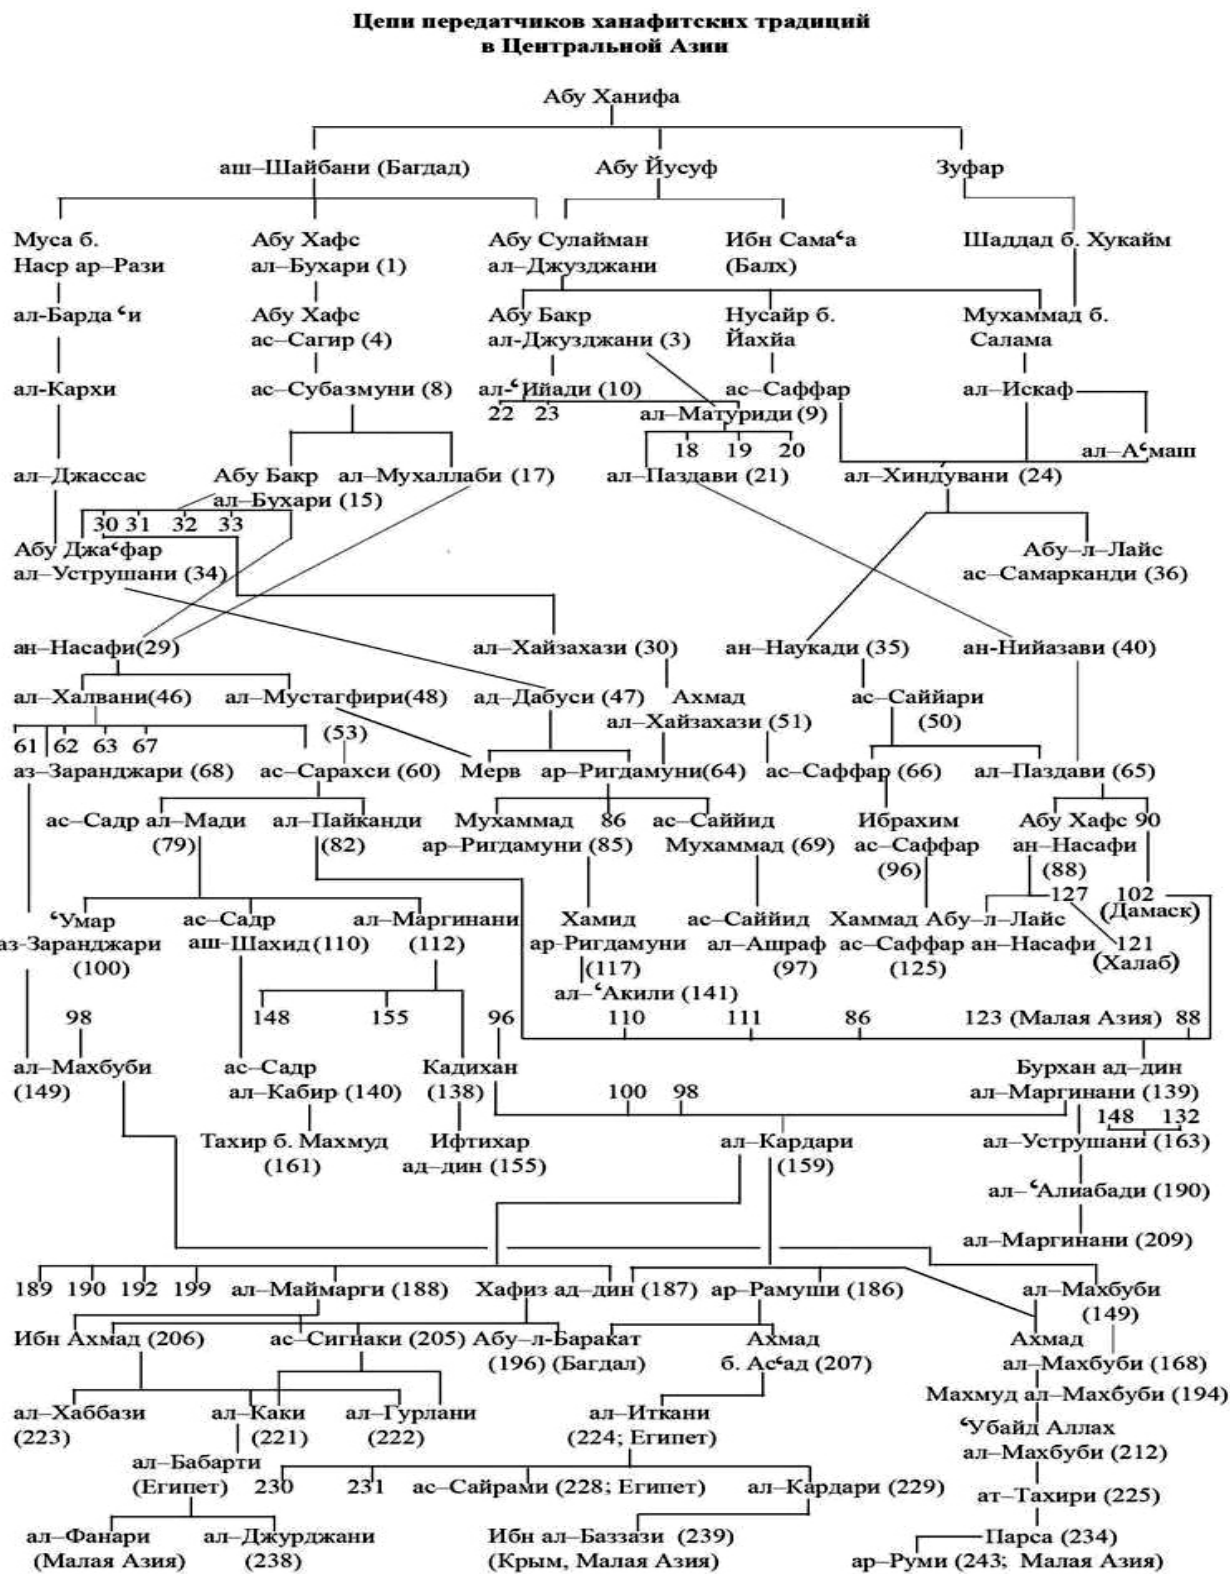 Цепи передатчиков ханафитских традиций
в Центральной Азии
Абу Ханифа
аш–Шайбани (Багдад) Абу Йусуф Зуфар
Муса б. Абу Хафс Абу Сулайман Ибн Сама‘а Шаддад б. Хукайм
Наср ар–Рази ал–Бухари (1) ал–Джузджани (Балх)
ал-Барда ‘и Абу Хафс Абу Бакр Нусайр б. Мухаммад б.
ас–Сагир (4) ал-Джузджани (3) Йахйа Салама
ал-Кархи ас–Субазмуни (8) ал-‘Ийади (10) ас–Саффар ал–Искаф
22 23 ал–Матуриди (9)
18 19 20 ал–А‘маш
ал–Джассас Абу Бакр ал–Мухаллаби (17) ал–Паздави (21) ал–Хиндувани (24)
ал–Бухари (15)
30 31 32 33
Абу Джа‘фар Абу–л–Лайс
ал–Уструшани (34) ас–Самарканди (36)
ан–Насафи(29) ал–Хайзахази (30) ан–Наукади (35) ан-Нийазави (40)
ал–Халвани(46) ал–Мустагфири(48) ад–Дабуси (47) Ахмад ас–Саййари
ал–Хайзахази (51) (50)
(53)
61 62 63 67
аз–Заранджари (68) ас–Сарахси (60) Мерв ар–Ригдамуни(64) ас–Саффар (66) ал–Паздави (65)
ас–Садр ал–Мади ал–Пайканди Мухаммад 86 ас–Саййид Ибрахим Абу Хафс 90
(79) (82) ар–Ригдамуни (85) Мухаммад (69) ас–Саффар ан–Насафи
(96) (88)
127 102
‘Умар ас–Садр ал–Маргинани Хамид ас–Саййид Хаммад Абу–л–Лайс (Дамаск)
аз-Заранджари аш–Шахид (110) (112) ар–Ригдамуни ал–Ашраф ас–Саффар ан–Насафи 121
(100) (117) (97) (125) (Халаб)
ал–‘Акили (141)
98 148 155 96 110 111 86 123 (Малая Азия) 88
ал–Махбуби ас–Садр Кадихан Бурхан ад–дин
(149) ал–Кабир (140) (138) 100 98 ал–Маргинани (139)
148 132
Тахир б. Махмуд Ифтихар ал–Кардари ал–Уструшани (163)
(161) ад–дин (155) (159)
ал–‘Алиабади (190)
ал–Маргинани (209)
189 190 192 199 ал–Маймарги (188) Хафиз ад–дин (187) ар–Рамуши (186) ал–Махбуби
(149)
Ибн Ахмад (206) ас–Сигнаки (205) Абу–л-Баракат Ахмад Ахмад
(196) (Багдал) б. Ас‘ад (207) ал–Махбуби (168)
Махмуд ал–Махбуби (194)
ал–Хаббази ал–Каки ал–Гурлани ал–Иткани ‘Убайд Аллах
(223) (221) (222) (224; Египет) ал–Махбуби (212)
ал–Бабарти
(Египет) 230 231 ас–Сайрами (228; Египет) ал–Кардари (229) ат–Тахири (225)
ал–Фанари ал–Джурджани Ибн ал–Баззази (239) Парса (234)
(Малая Азия) (238) (Крым, Малая Азия) ар–Руми (243; Малая Азия)